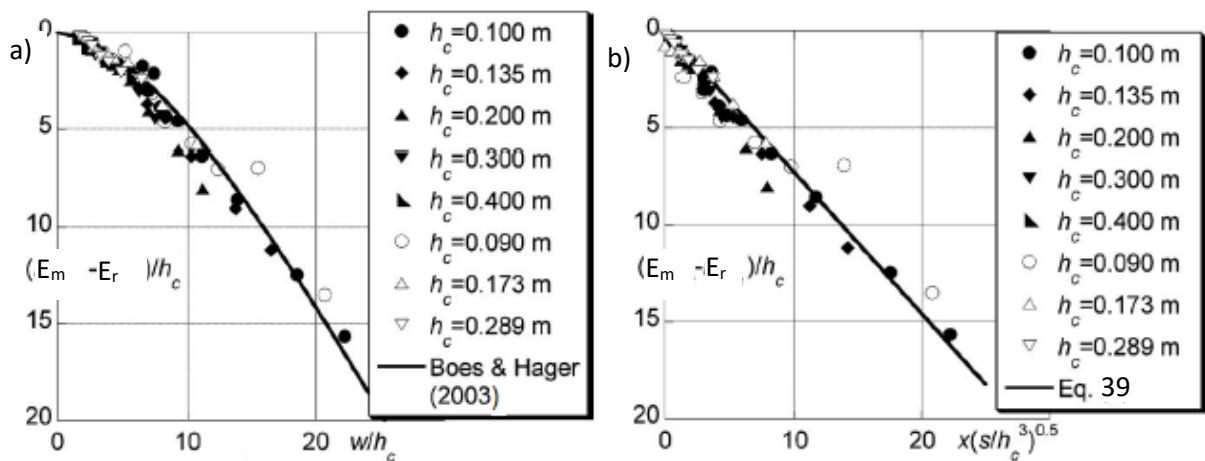 a)
0
5
10
15
20
(Em -Er )/hc
0
10
20
w/hc
hc=0.100 m
hc=0.135 m
hc=0.200 m
hc=0.300 m
hc=0.400 m
hc=0.090 m
hc=0.173 m
hc=0.289 m
Boes & Hager
(2003)
b)
0
5
10
15
20
(Em -Er )/hc
0
10
20
x(s/hc3)0.5
hc=0.100 m
hc=0.135 m
hc=0.200 m
hc=0.300 m
hc=0.400 m
hc=0.090 m
hc=0.173 m
hc=0.289 m
Eq. 39